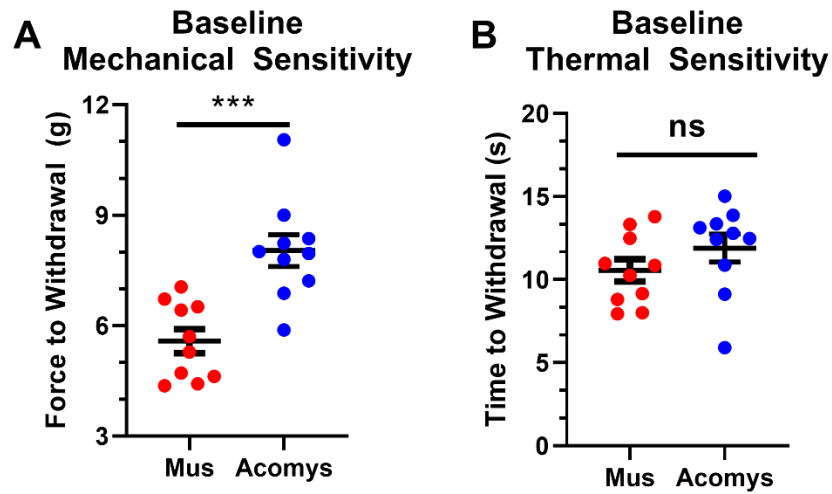 A
Baseline
Mechanical Sensitivity
***
Force to Withdrawal (g)
12
9
6
3
Mus
Acomys
B
Baseline
Thermal Sensitivity
ns
Time to Withdrawal (s)
20
15
10
5
0
Mus
Acomys